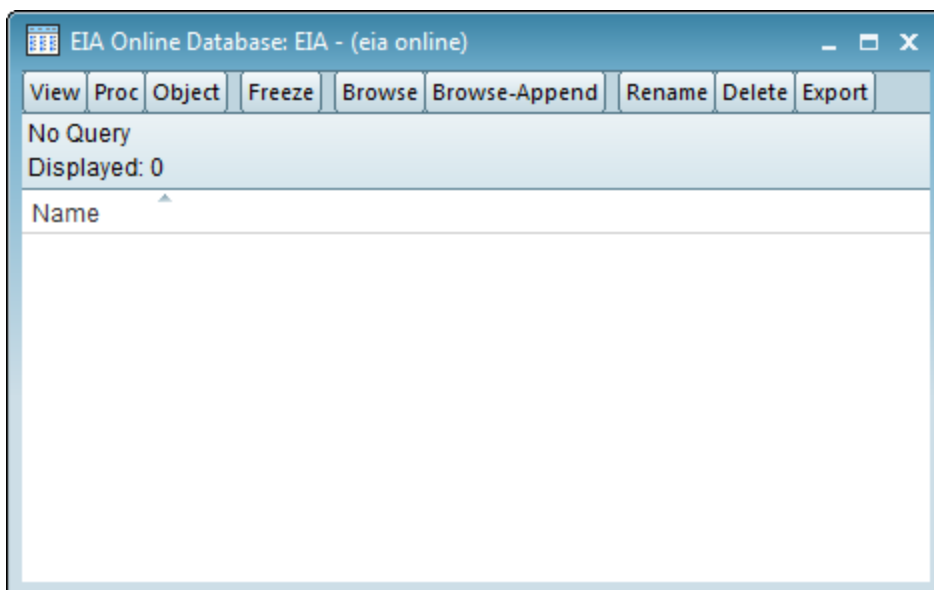 EIA Online Database: EIA - (eia online)
View Proc Object Freeze Browse Browse-Append Rename Delete Export
No Query
Displayed: 0
Name